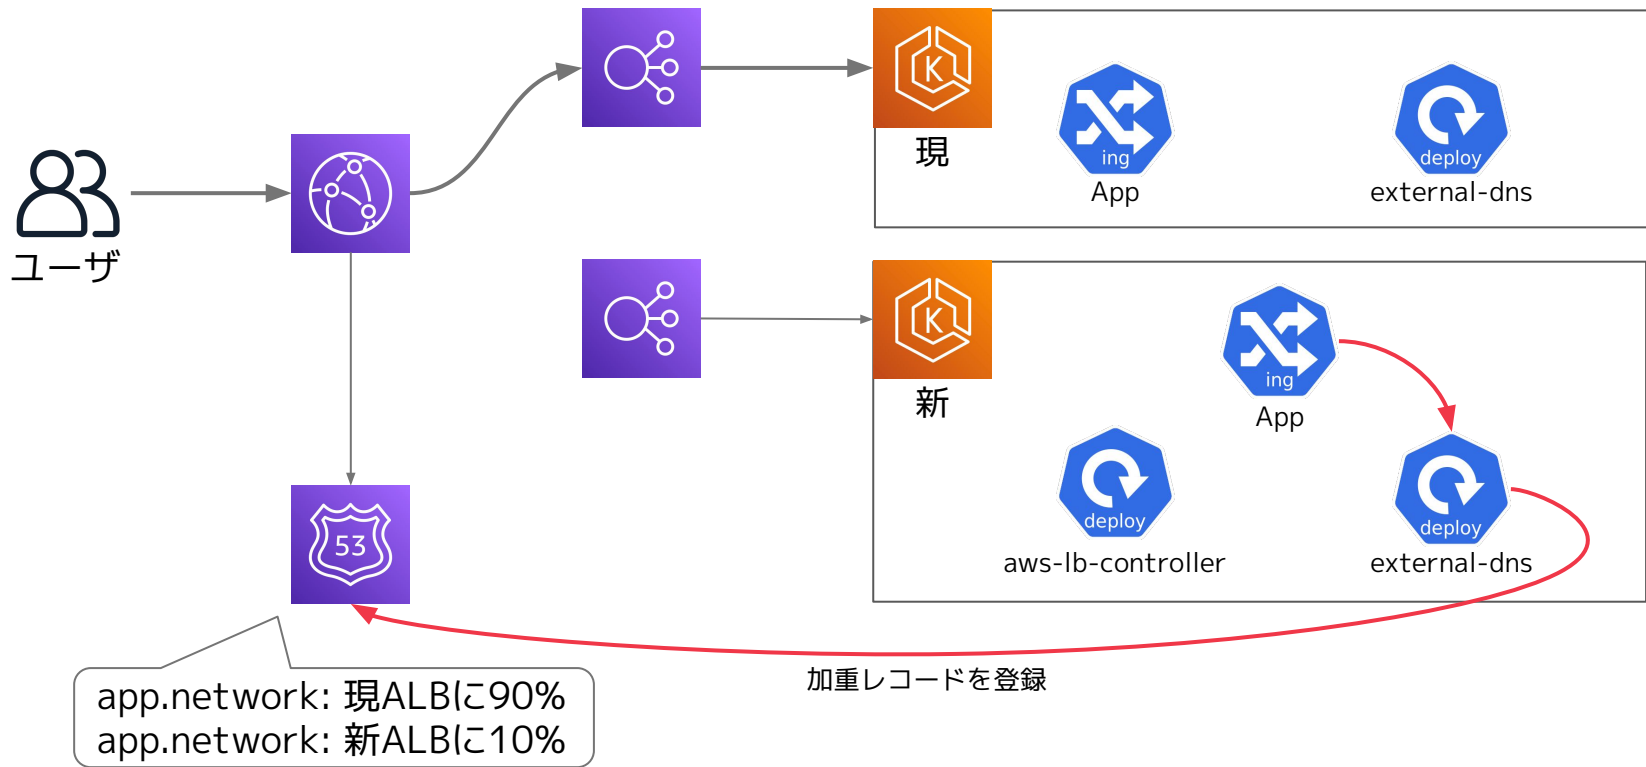 K
現
ing
App
deploy
external-dns
ユーザ
K
新
ing
App
deploy
aws-lb-controller
deploy
external-dns
53
加重レコードを登録
app.network: 現ALBに90%
app.network: 新ALBに10%